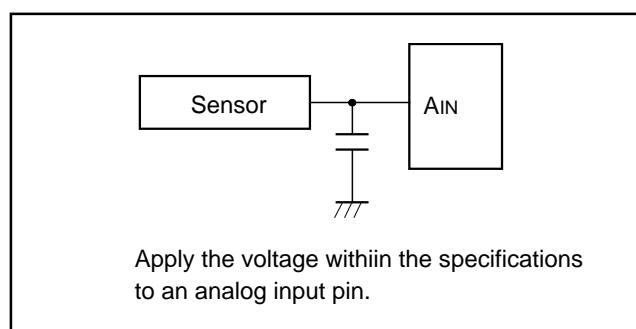 Sensor
AIN
Apply the voltage withiin the specifications
to an analog input pin.